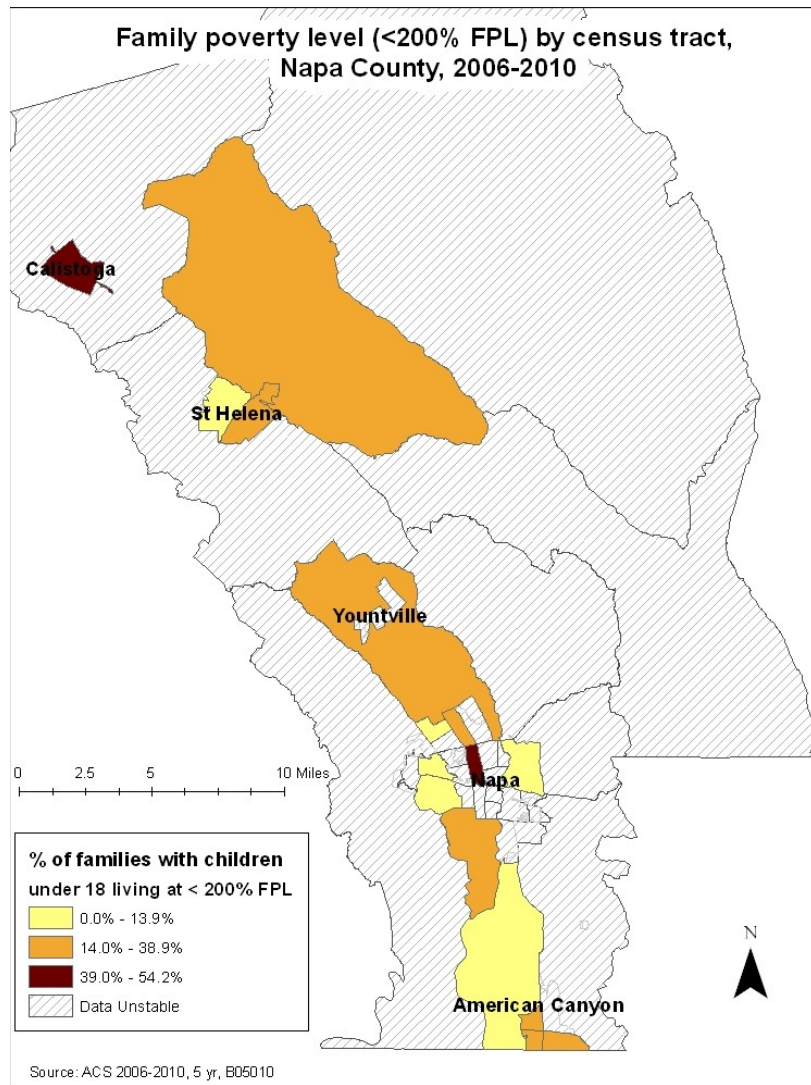 Family poverty level (<200% FPL) by census tract,
Napa County, 2006-2010
Calistoga
St Helena
Yountville
Napa
0 2.5 5 10 Miles
American Canyon
N
% of families with children
under 18 living at < 200% FPL
0.0% - 13.9%
14.0% - 38.9%
39.0% - 54.2%
Data Unstable
Source: ACS 2006-2010, 5 yr, B05010